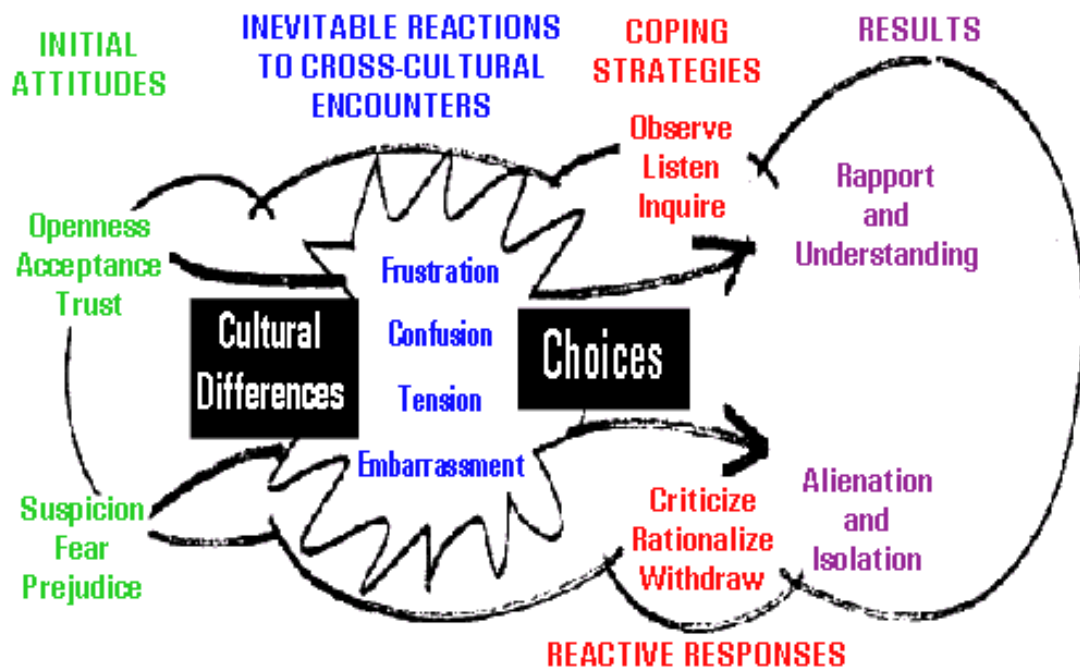 INITIAL
ATTITUDES
INEVITABLE REACTIONS
TO CROSS-CULTURAL
ENCOUNTERS
COPING
STRATEGIES
RESULTS
Openness
Acceptance
Trust
Suspicion
Fear
Prejudice
Cultural
Differences
Frustration
Confusion
Tension
Embarrassment
Choices
Observe
Listen
Inquire
Criticize
Rationalize
Withdraw
REACTIVE RESPONSES
Rapport
and
Understanding
Alienation
and
Isolation